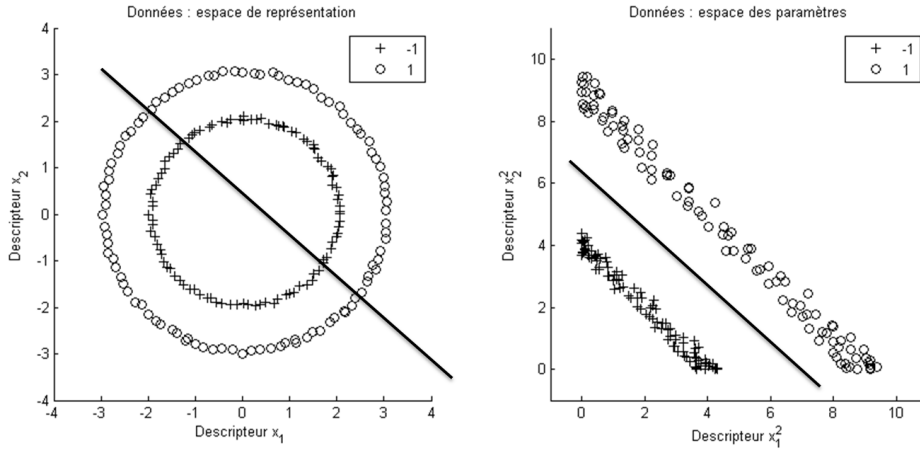 Données : espace de représentation
4
3
2
1
0
-1
-2
-3
-4
-4 -3 -2 -1 0 1 2 3 4
Descripteur x₂
Descripteur x₁
-1
1
Données : espace des paramètres
10
8
6
4
2
0
0 2 4 6 8 10
Descripteur x₂²
Descripteur x₁²
-1
1